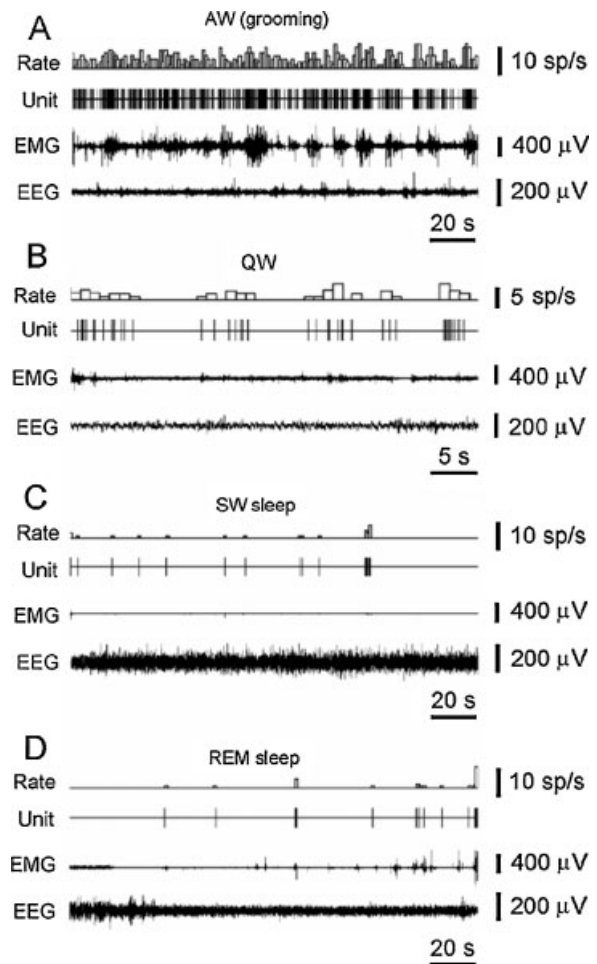 A AW (grooming)
Rate 10 sp/s
Unit
EMG 400 μV
EEG 200 μV
20 s
B QW
Rate 5 sp/s
Unit
EMG 400 μV
EEG 200 μV
5 s
C SW sleep
Rate 10 sp/s
Unit
EMG 400 μV
EEG 200 μV
20 s
D REM sleep
Rate 10 sp/s
Unit
EMG 400 μV
EEG 200 μV
20 s